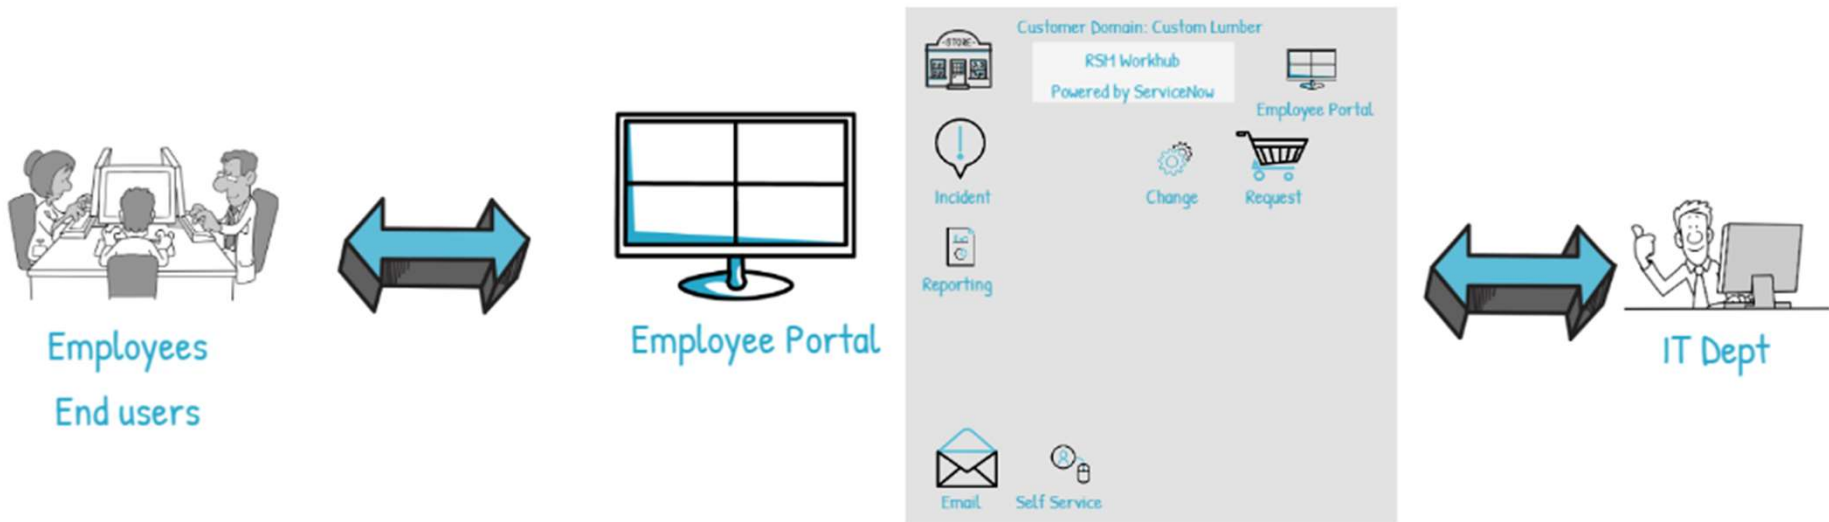 Employees
End users
Employee Portal
Customer Domain: Custom Lumber
-STORE-
RSM Workhub
Powered by ServiceNow
Employee Portal
Incident
Change
Request
Reporting
Email
Self Service
IT Dept